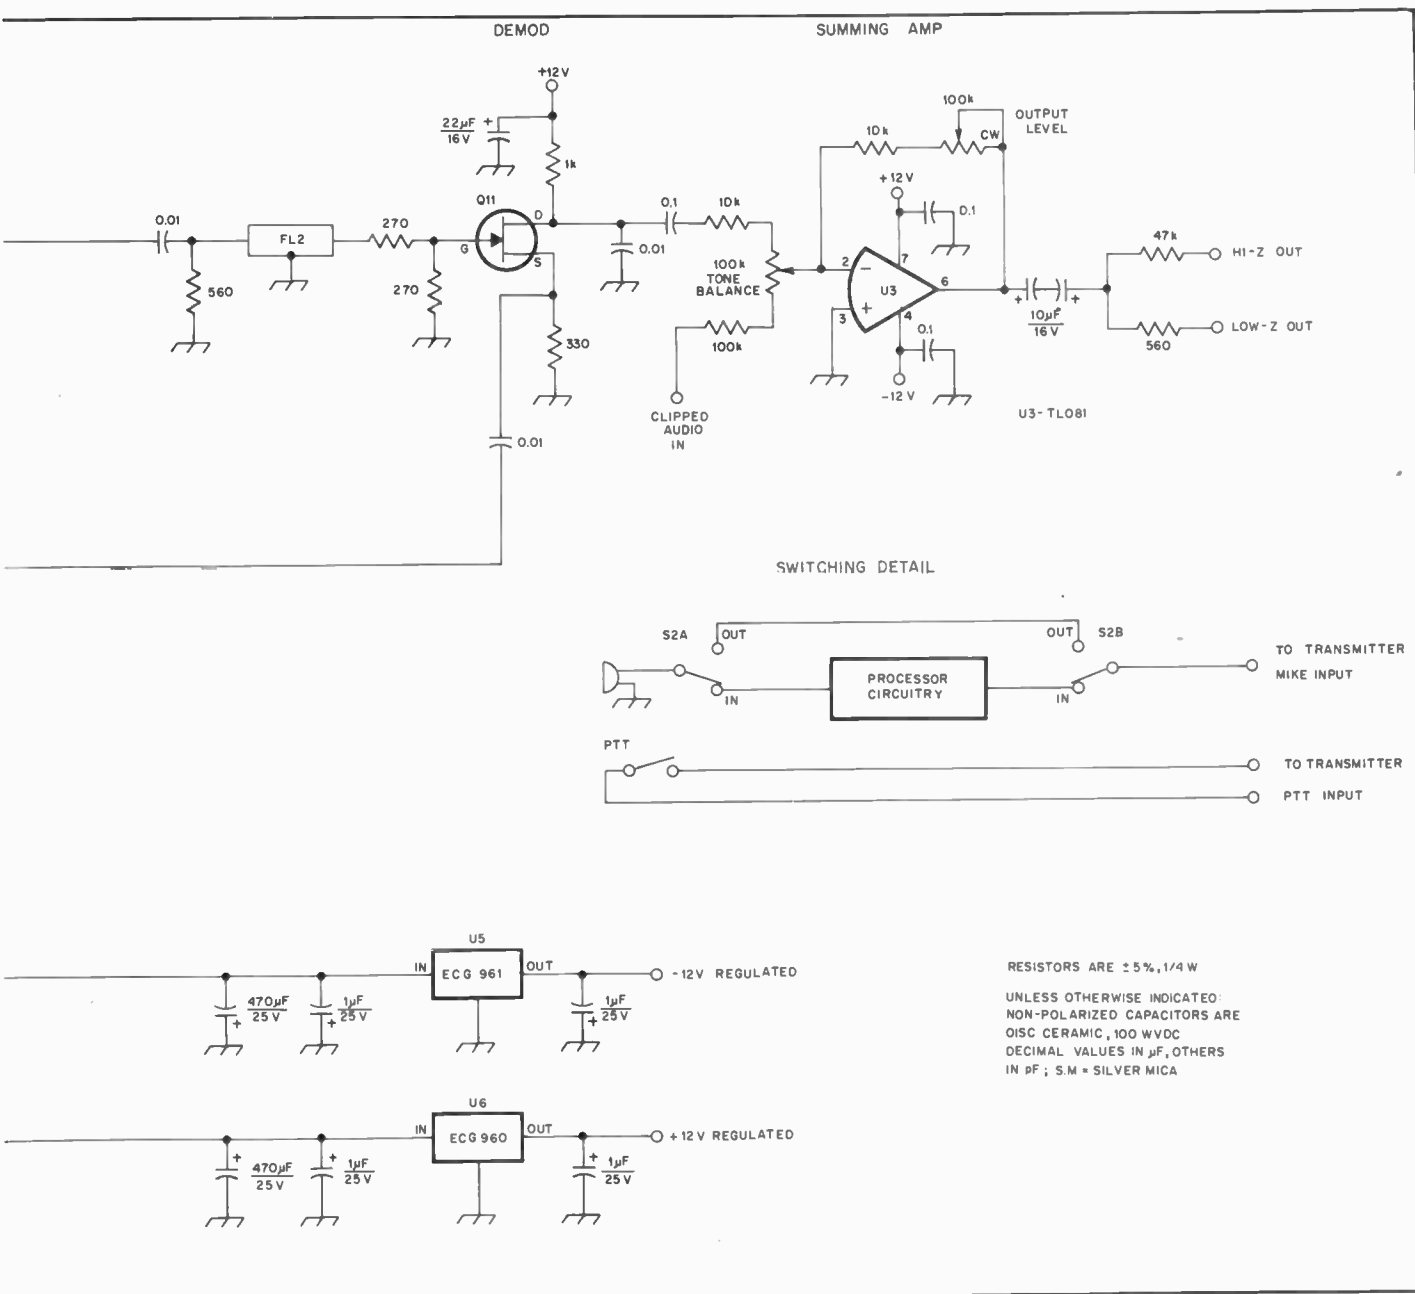 DEMOD
SUMMING AMP
+12V
22µF
16V
+
1k
Q11
D
G
S
0.01
FL2
270
560
270
330
0.01
0.01
0.1
10k
100k
TONE
BALANCE
100k
CLIPPED
AUDIO
IN
10k
100k
CW
OUTPUT
LEVEL
+12V
0.1
2
−
7
U3
6
3
+
4
0.1
-12V
+
+
10µF
16V
47k
HI-Z OUT
560
LOW-Z OUT
U3-TL081
SWITCHING DETAIL
S2A
OUT
OUT
S2B
PROCESSOR
CIRCUITRY
IN
IN
TO TRANSMITTER
MIKE INPUT
PTT
TO TRANSMITTER
PTT INPUT
U5
IN
ECG 961
OUT
-12V REGULATED
470µF
25V
+
1µF
25V
+
1µF
25V
+
U6
IN
ECG 960
OUT
+12V REGULATED
+
470µF
25V
+
1µF
25V
+
1µF
25V
RESISTORS ARE ±5%, 1/4 W
UNLESS OTHERWISE INDICATED:
NON-POLARIZED CAPACITORS ARE
DISC CERAMIC, 100 WVDC
DECIMAL VALUES IN µF, OTHERS
IN pF; S.M = SILVER MICA